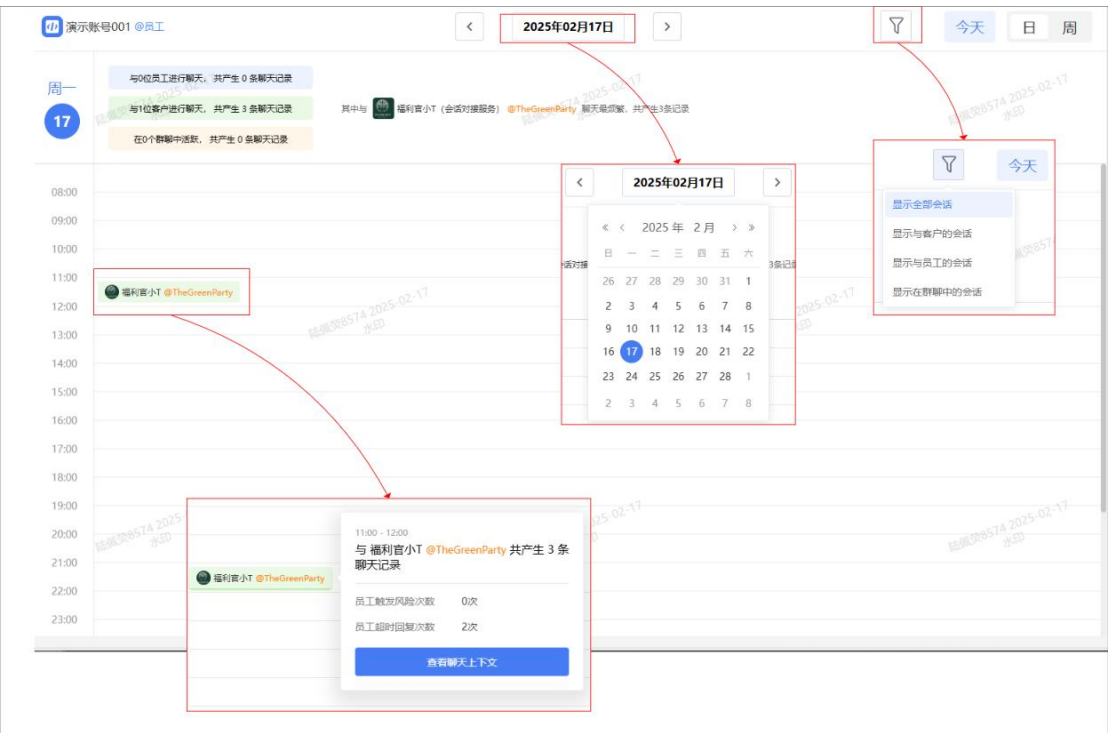 演示账号001 @员工
2025年02月17日
今天
日 周
周一
17
与0位员工进行聊天, 共产生 0 条聊天记录
与1位客户进行聊天, 共产生 3 条聊天记录
在0个群聊中活跃, 共产生 0 条聊天记录
其中与 福利官小T(会话对接服务) @TheGreenParty 聊天最频繁, 共产生3条记录
2025年02月17日
2025 年 2 月
日 一 二 三 四 五 六
26 27 28 29 30 31 1
2 3 4 5 6 7 8
9 10 11 12 13 14 15
16 17 18 19 20 21 22
23 24 25 26 27 28 1
2 3 4 5 6 7 8
话对接
3条记录
今天
显示全部会话
显示与客户的会话
显示与员工的会话
显示在群聊中的会话
08:00
09:00
10:00
11:00
福利官小T @TheGreenParty
12:00
13:00
14:00
15:00
16:00
17:00
18:00
19:00
20:00
21:00
22:00
23:00
福利官小T @TheGreenParty
11:00 - 12:00
与 福利官小T @TheGreenParty 共产生 3 条
聊天记录
员工触发风险次数 0次
员工超时回复次数 2次
查看聊天上下文
8574 2025-02-17
水印